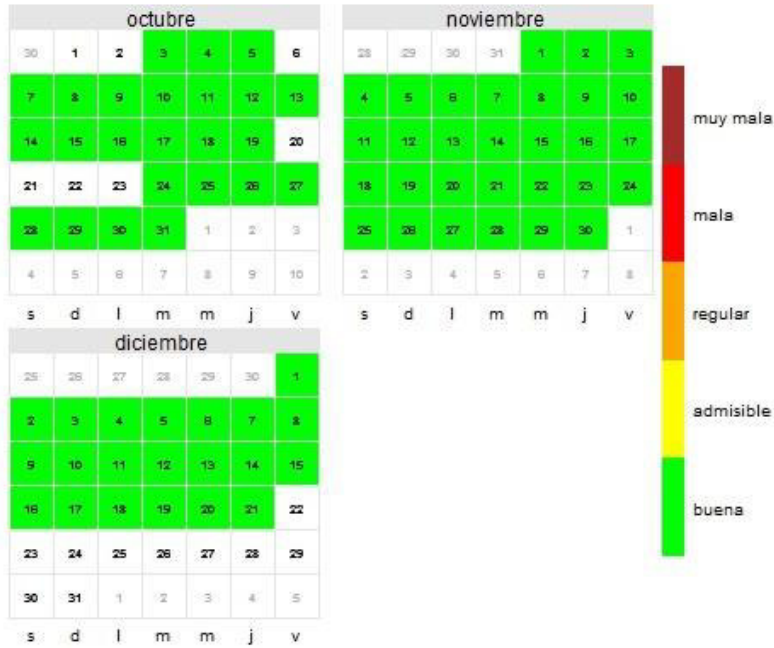 octubre
30 1 2 3 4 5 6
7 8 9 10 11 12 13
14 15 16 17 18 19 20
21 22 23 24 25 26 27
28 29 30 31 1 2 3
4 5 6 7 8 9 10
s d l m m j v
noviembre
28 29 30 31 1 2 3
4 5 6 7 8 9 10
11 12 13 14 15 16 17
18 19 20 21 22 23 24
25 26 27 28 29 30 1
2 3 4 5 6 7 8
s d l m m j v
diciembre
25 26 27 28 29 30 1
2 3 4 5 6 7 8
9 10 11 12 13 14 15
16 17 18 19 20 21 22
23 24 25 26 27 28 29
30 31 1 2 3 4 5
s d l m m j v
muy mala
mala
regular
admisible
buena